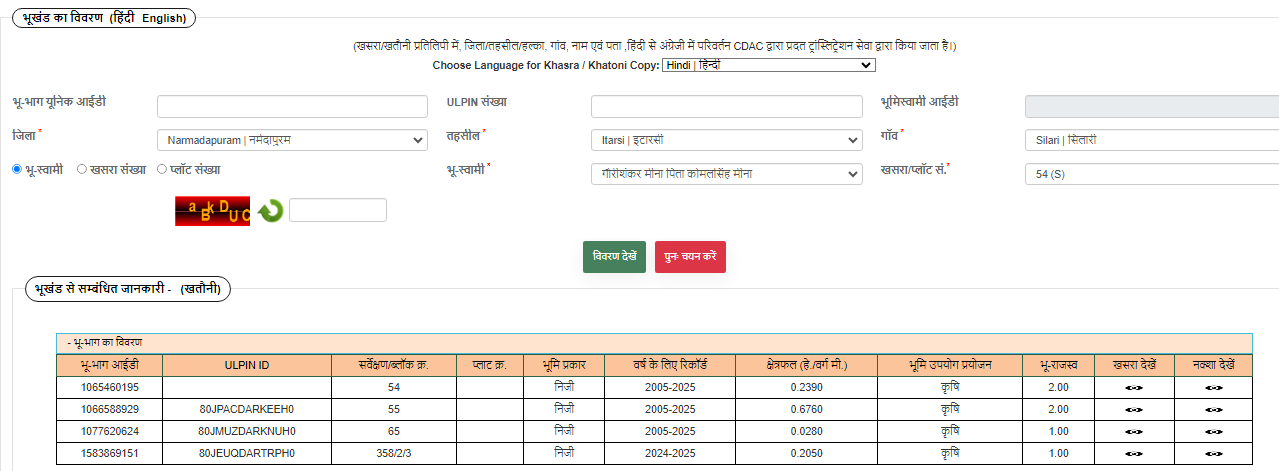 भूखंड का विवरण (हिंदी English)
(खसरा/खतौनी प्रतिलिपी में, जिला/तहसील/हल्का, गांव, नाम एवं पता ,हिंदी से अंग्रेजी में परिवर्तन CDAC द्वारा प्रदत ट्रांस्लिट्रेशन सेवा द्वारा किया जाता है।)
Choose Language for Khasra / Khatoni Copy: Hindi | हिन्दी
भू-भाग यूनिक आईडी ULPIN संख्या भूमिस्वामी आईडी
जिला * Narmadapuram | नर्मदापुरम तहसील * Itarsi | इटारसी गाँव * Silari | सिलारी
भू-स्वामी खसरा संख्या प्लॉट संख्या भू-स्वामी * गौरीशंकर मीना पिता कोमलसिंह मीना खसरा/प्लॉट सं.* 54 (S)
aBkDUC
विवरण देखें पुनः चयन करें
भूखंड से सम्बंधित जानकारी - (खतौनी)
- भू-भाग का विवरण
भू-भाग आईडी ULPIN ID सर्वेक्षण/ब्लॉक क्र. प्लाट क्र. भूमि प्रकार वर्ष के लिए रिकॉर्ड क्षेत्रफल (हे./वर्ग मी.) भूमि उपयोग प्रयोजन भू-राजस्व खसरा देखें नक्शा देखें
1065460195 54 निजी 2005-2025 0.2390 कृषि 2.00
1066588929 80JPACDARKEEH0 55 निजी 2005-2025 0.6760 कृषि 2.00
1077620624 80JMUZDARKNUH0 65 निजी 2005-2025 0.0280 कृषि 1.00
1583869151 80JEUQDARTRPH0 358/2/3 निजी 2024-2025 0.2050 कृषि 1.00